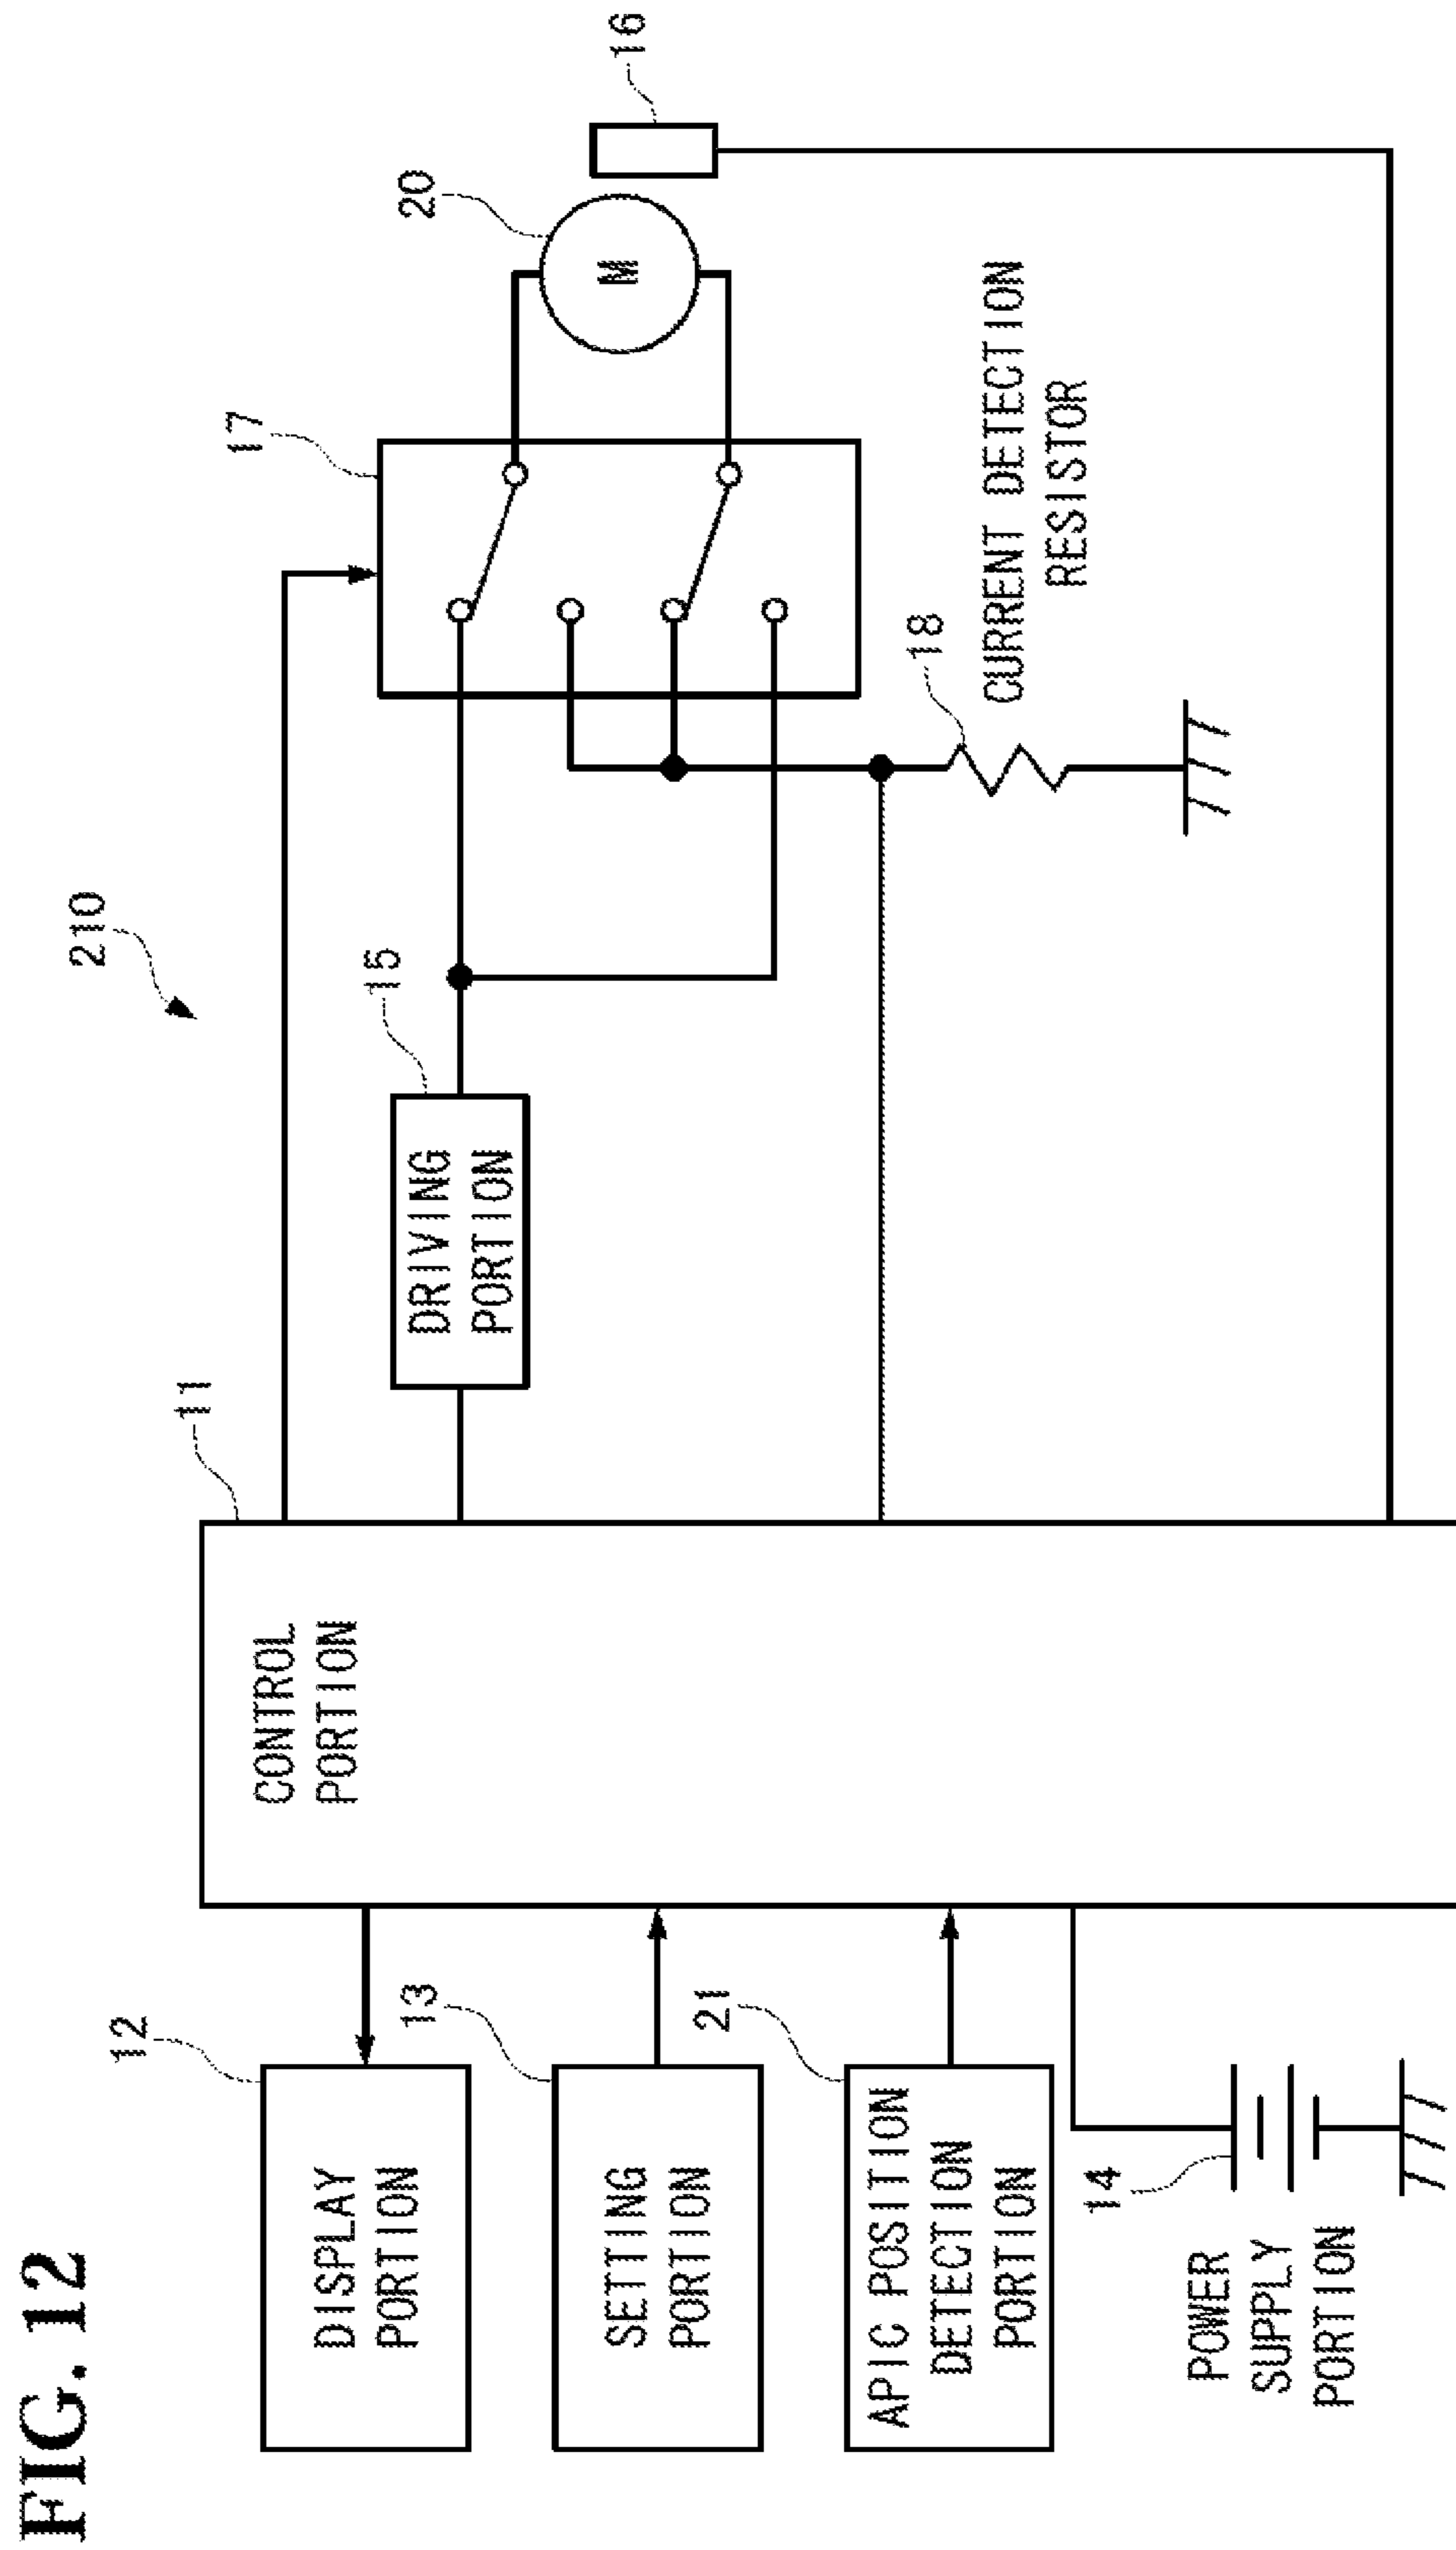 FIG. 12
210
11
CONTROL
PORTION
12
DISPLAY
PORTION
13
SETTING
PORTION
21
APIC POSITION
DETECTION
PORTION
14
POWER
SUPPLY
PORTION
15
DRIVING
PORTION
17
20
M
16
18
CURRENT DETECTION
RESISTOR